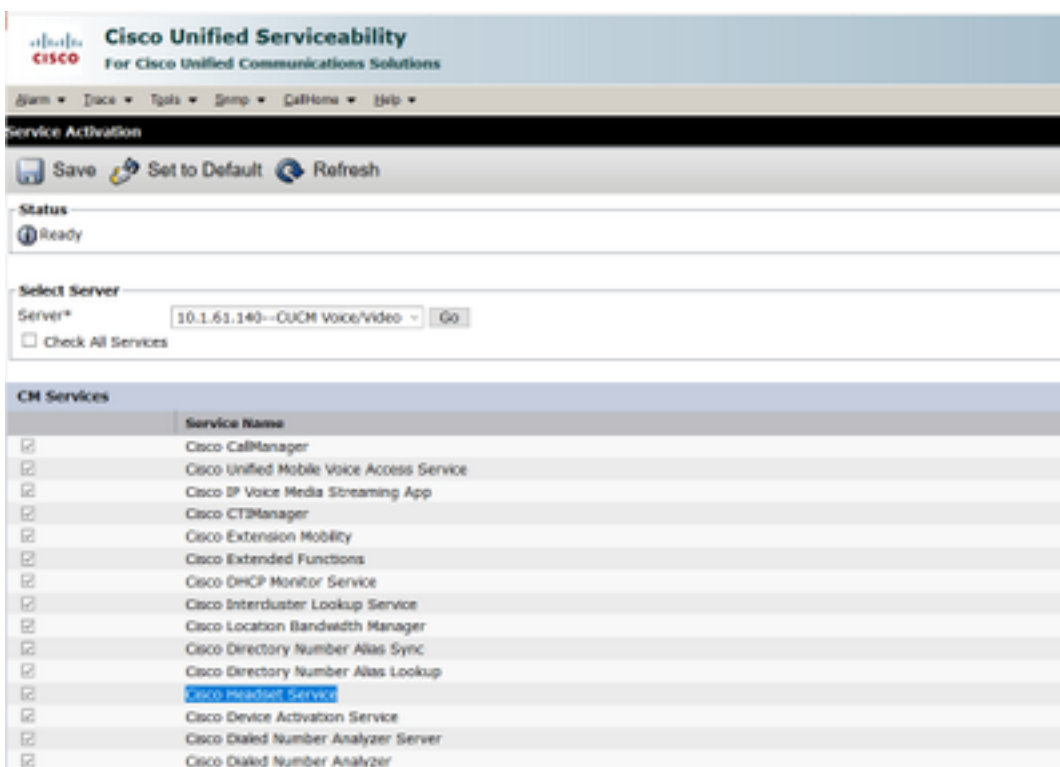 CISCO
Cisco Unified Serviceability
For Cisco Unified Communications Solutions
Alarm Trace Tools Snmp CallHome Help
Service Activation
Save Set to Default Refresh
Status
Ready
Select Server
Server* 10.1.61.140--CUCM Voice/Video Go
Check All Services
CM Services
Service Name
Cisco CallManager
Cisco Unified Mobile Voice Access Service
Cisco IP Voice Media Streaming App
Cisco CTIManager
Cisco Extension Mobility
Cisco Extended Functions
Cisco DHCP Monitor Service
Cisco Intercluster Lookup Service
Cisco Location Bandwidth Manager
Cisco Directory Number Alias Sync
Cisco Directory Number Alias Lookup
Cisco Headset Service
Cisco Device Activation Service
Cisco Dialed Number Analyzer Server
Cisco Dialed Number Analyzer